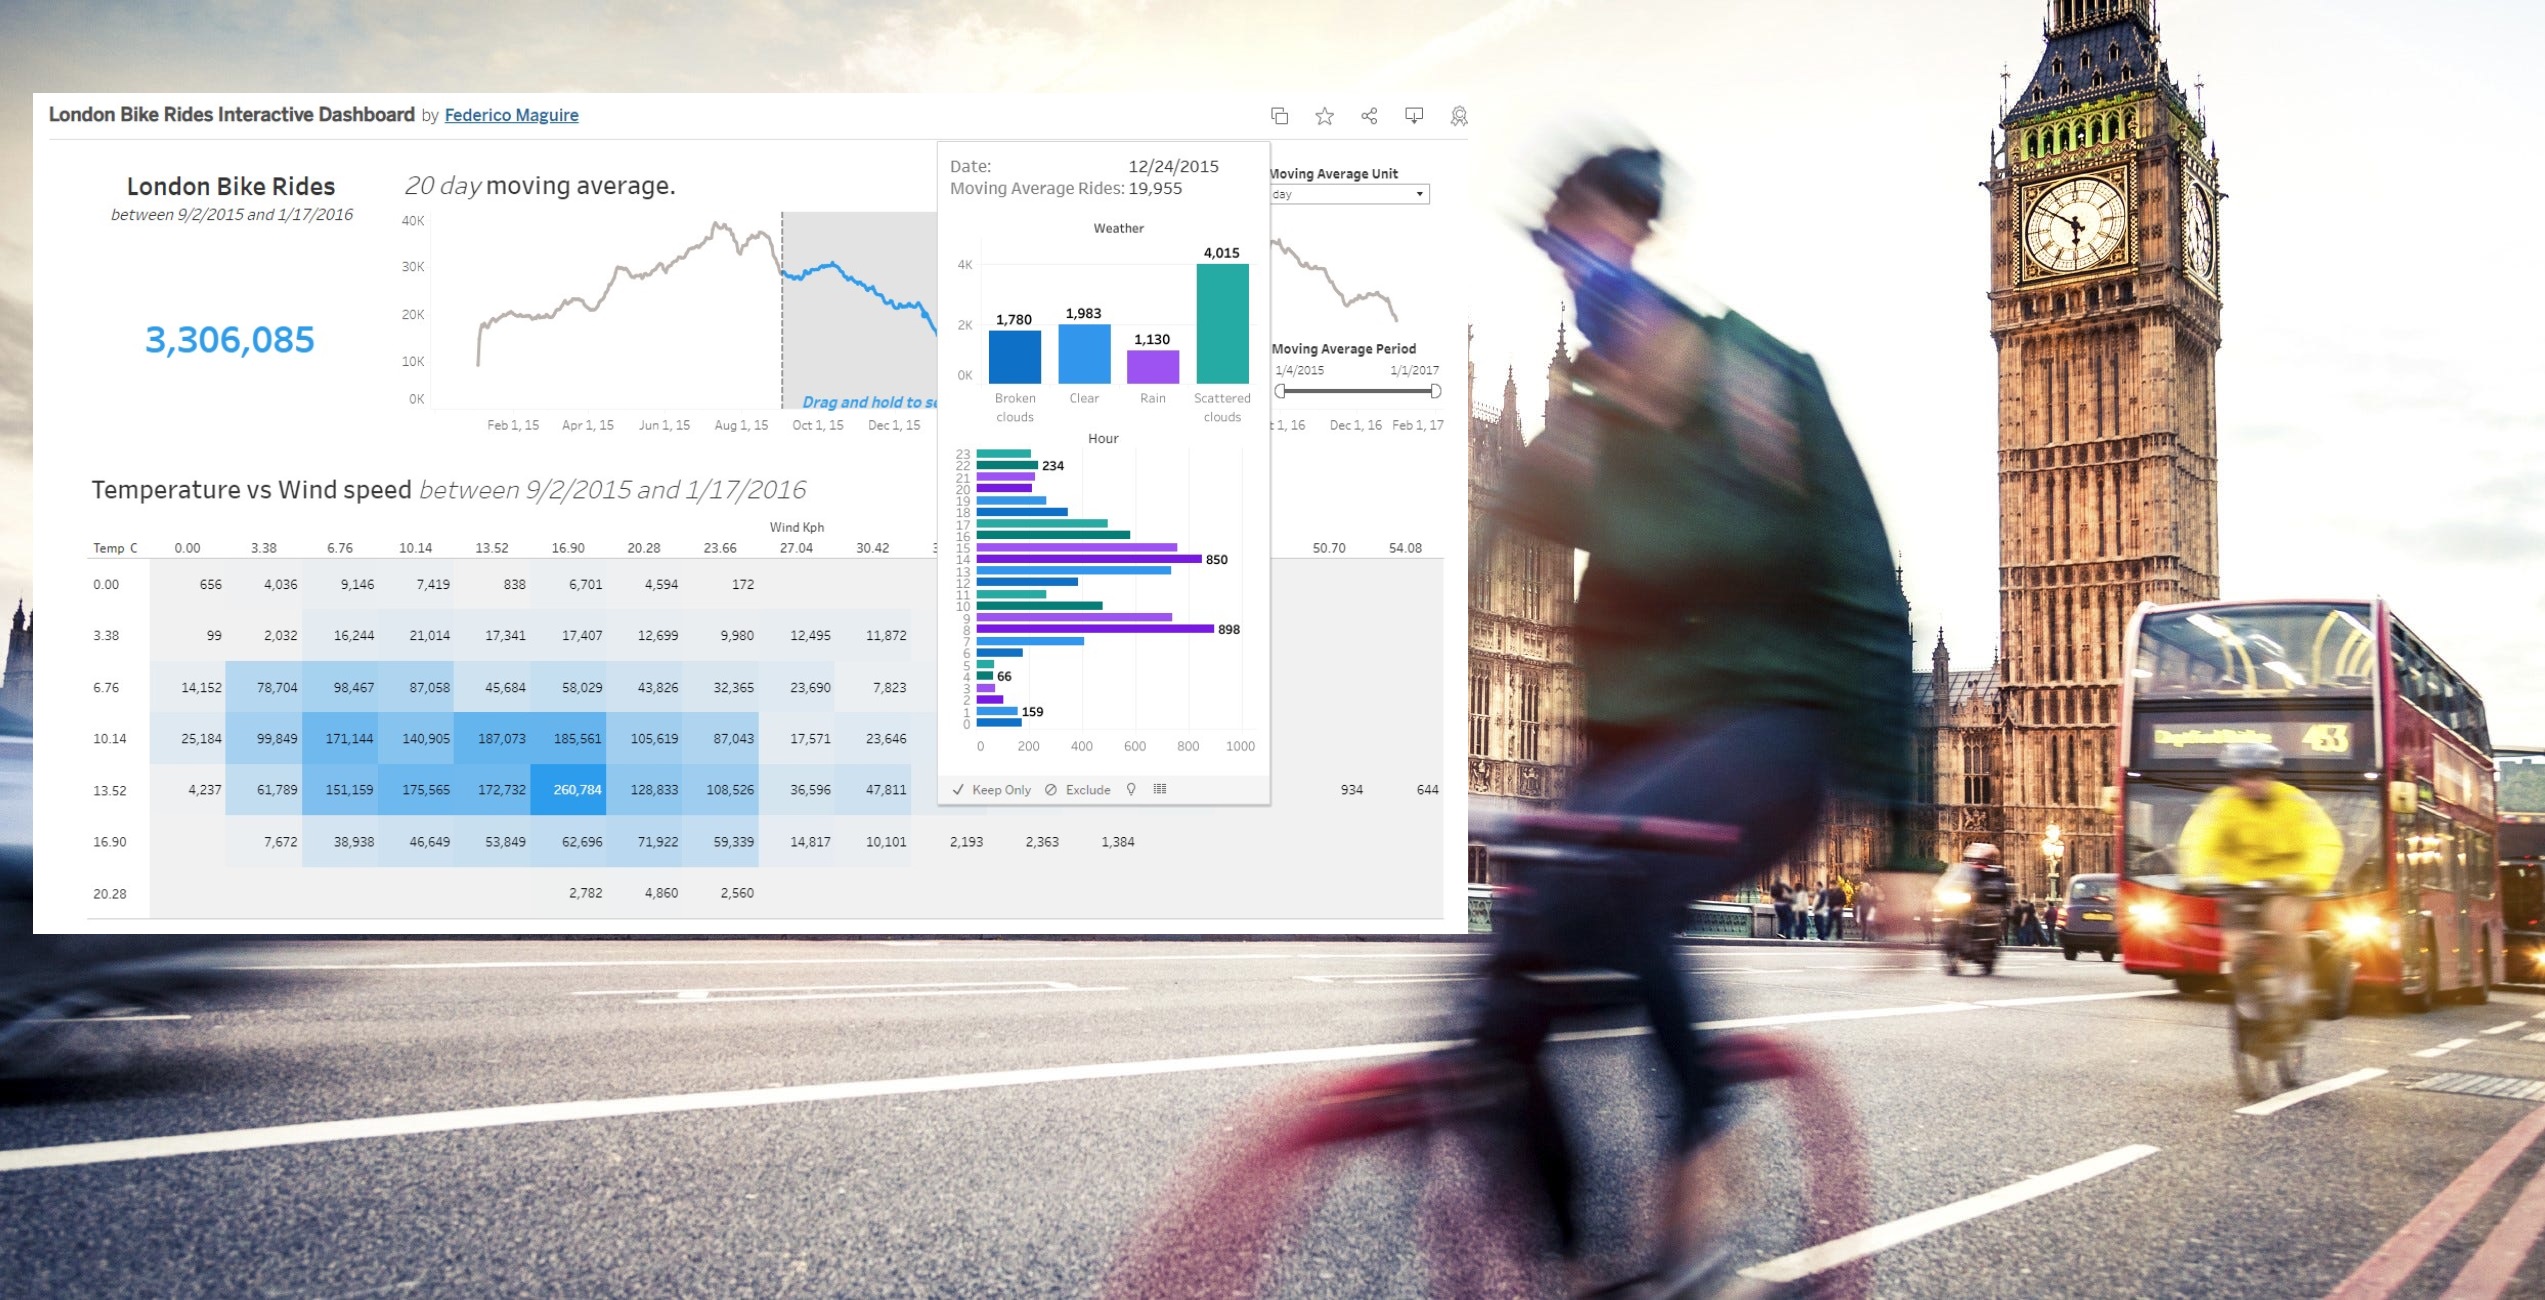 London Bike Rides Interactive Dashboard by Federico Maguire
London Bike Rides
between 9/2/2015 and 1/17/2016
3,306,085
20 day moving average.
40K
30K
20K
10K
0K
Drag and hold to
Feb 1, 15 Apr 1, 15 Jun 1, 15 Aug 1, 15 Oct 1, 15 Dec 1, 15
Date: 12/24/2015
Moving Average Rides: 19,955
Weather
4K
2K
0K
1,780 1,983 1,130 4,015
Broken clouds Clear Rain Scattered clouds
Hour
23
22 234
21
20
19
18
17
16
15
14 850
13
12
11
10
9
8 898
7
6
5
4 66
3
2
1 159
0
0 200 400 600 800 1000
Keep Only Exclude
Moving Average Unit
day
Moving Average Period
1/4/2015 1/1/2017
1, 16 Dec 1, 16 Feb 1, 17
Temperature vs Wind speed between 9/2/2015 and 1/17/2016
Wind Kph
Temp C 0.00 3.38 6.76 10.14 13.52 16.90 20.28 23.66 27.04 30.42 50.70 54.08
0.00 656 4,036 9,146 7,419 838 6,701 4,594 172
3.38 99 2,032 16,244 21,014 17,341 17,407 12,699 9,980 12,495 11,872
6.76 14,152 78,704 98,467 87,058 45,684 58,029 43,826 32,365 23,690 7,823
10.14 25,184 99,849 171,144 140,905 187,073 185,561 105,619 87,043 17,571 23,646
13.52 4,237 61,789 151,159 175,565 172,732 260,784 128,833 108,526 36,596 47,811 934 644
16.90 7,672 38,938 46,649 53,849 62,696 71,922 59,339 14,817 10,101 2,193 2,363 1,384
20.28 2,782 4,860 2,560
453